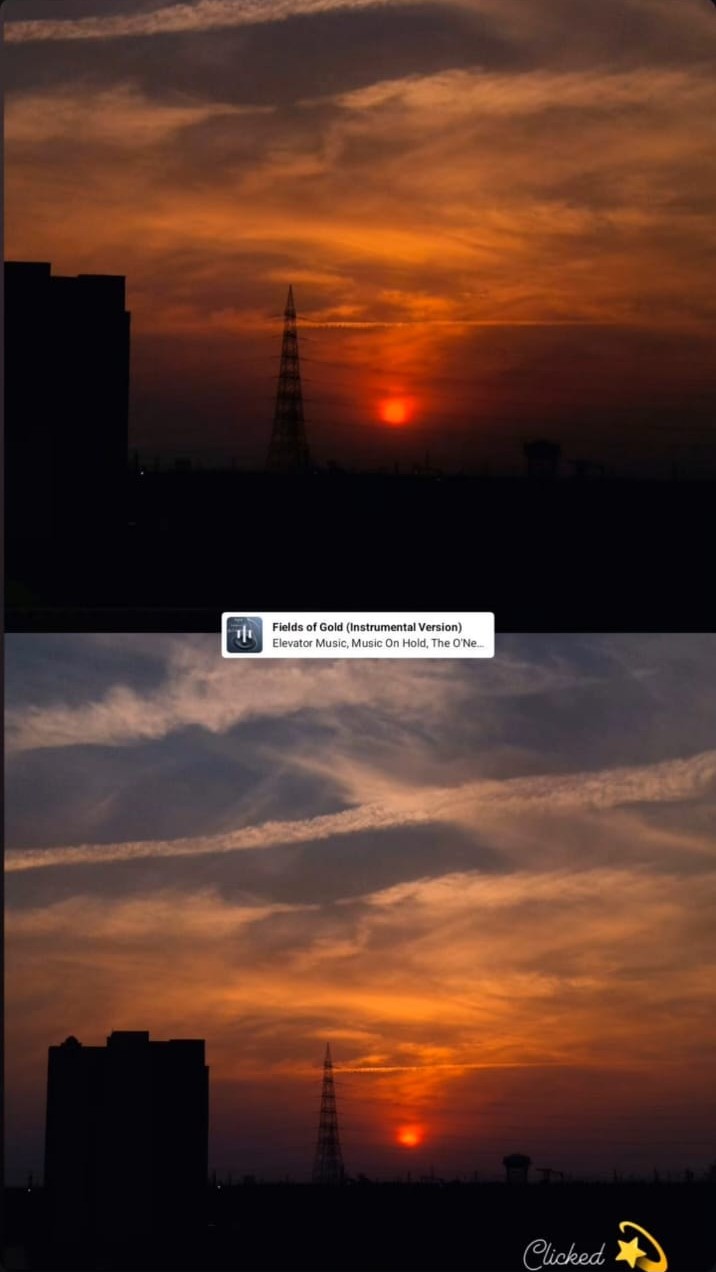 Fields of Gold (Instrumental Version)
Elevator Music, Music On Hold, The O'Ne...
Clicked